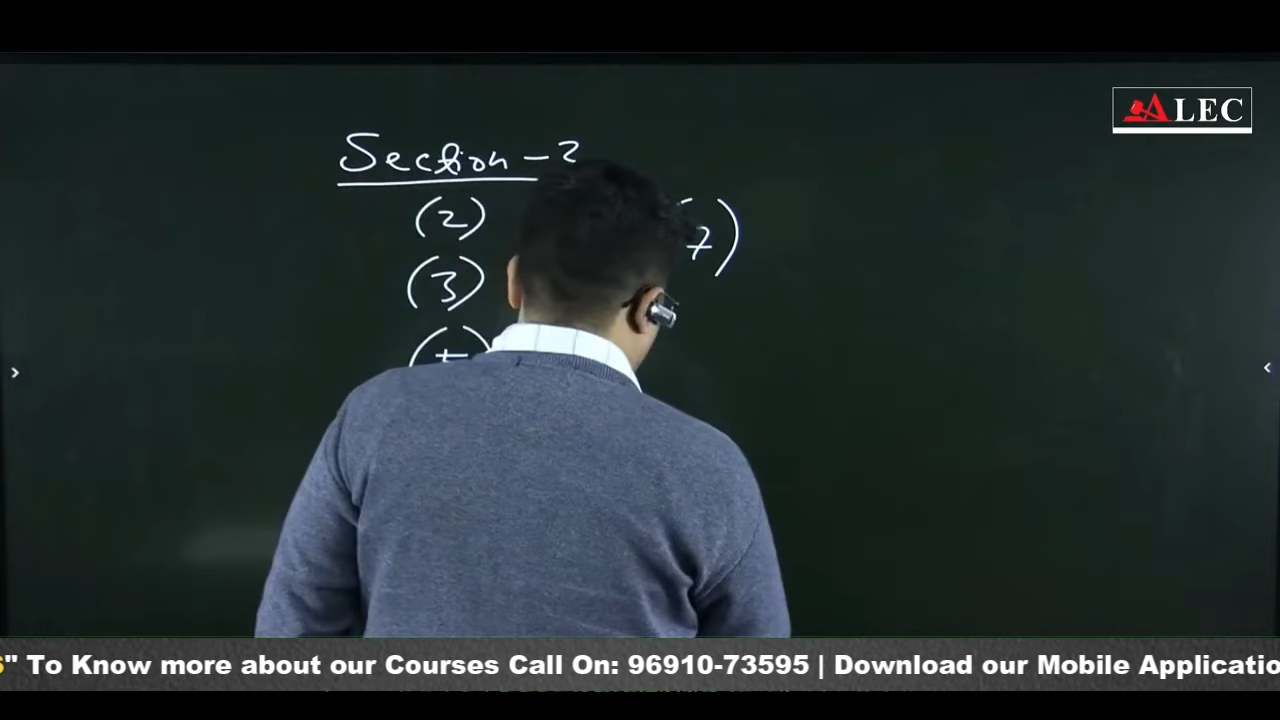 ALEC
Section - 2
(2)
7)
(3)
" To Know more about our Courses Call On: 96910-73595 | Download our Mobile Applicatio